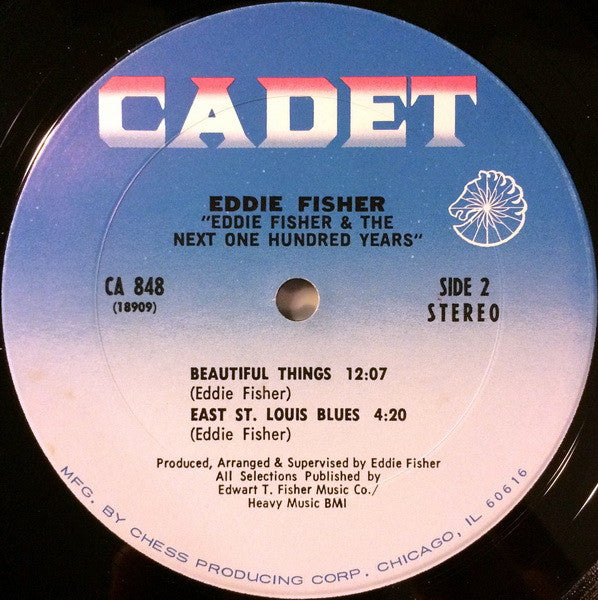 CADET
EDDIE FISHER
"EDDIE FISHER & THE
NEXT ONE HUNDRED YEARS"
CA 848
(18909)
SIDE 2
STEREO
BEAUTIFUL THINGS 12:07
(Eddie Fisher)
EAST ST. LOUIS BLUES 4:20
(Eddie Fisher)
Produced, Arranged & Supervised by Eddie Fisher
All Selections Published by
Edwart T. Fisher Music Co./
Heavy Music BMI
MFG. BY CHESS PRODUCING CORP. CHICAGO, IL 60616